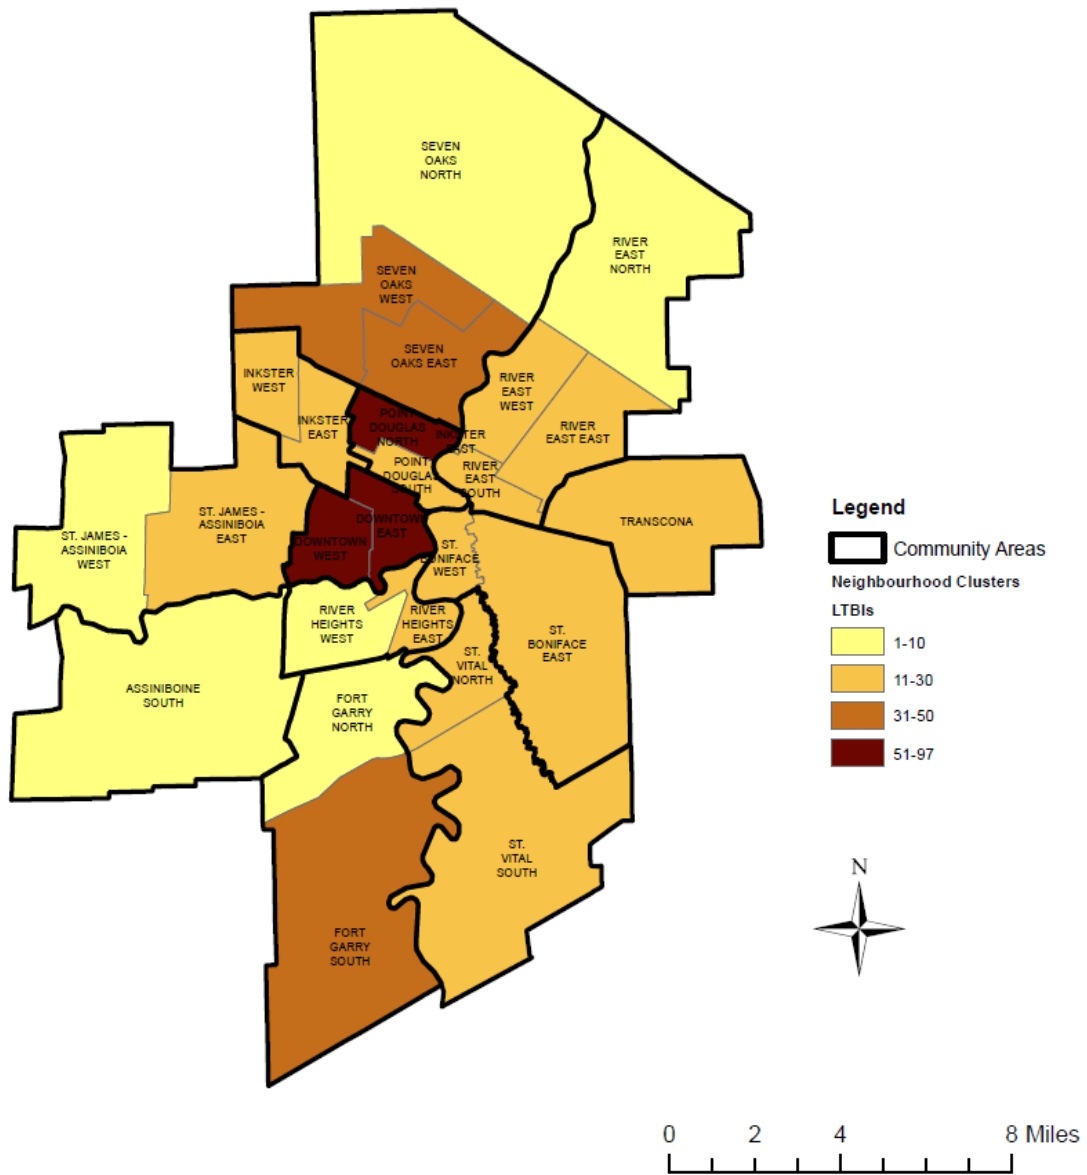 SEVEN
OAKS
NORTH
RIVER
EAST
NORTH
SEVEN
OAKS
WEST
SEVEN
OAKS EAST
INKSTER
WEST
RIVER
EAST
WEST
INKSTER
EAST
POINT
DOUGLAS
NORTH
INKSTER
EAST
RIVER
EAST EAST
POINT
DOUGLAS
SOUTH
RIVER
EAST
SOUTH
TRANSCONA
ST. JAMES -
ASSINIBOIA
WEST
ST. JAMES -
ASSINIBOIA
EAST
DOWNTOWN
EAST
DOWNTOWN
WEST
ST.
BONIFACE
WEST
RIVER
HEIGHTS
WEST
RIVER
HEIGHTS
EAST
ST.
BONIFACE
EAST
ST.
VITAL
NORTH
ASSINIBOINE
SOUTH
FORT
GARRY
NORTH
ST.
VITAL
SOUTH
FORT
GARRY
SOUTH
Legend
Community Areas
Neighbourhood Clusters
LTBIs
1-10
11-30
31-50
51-97
N
0 2 4 8 Miles